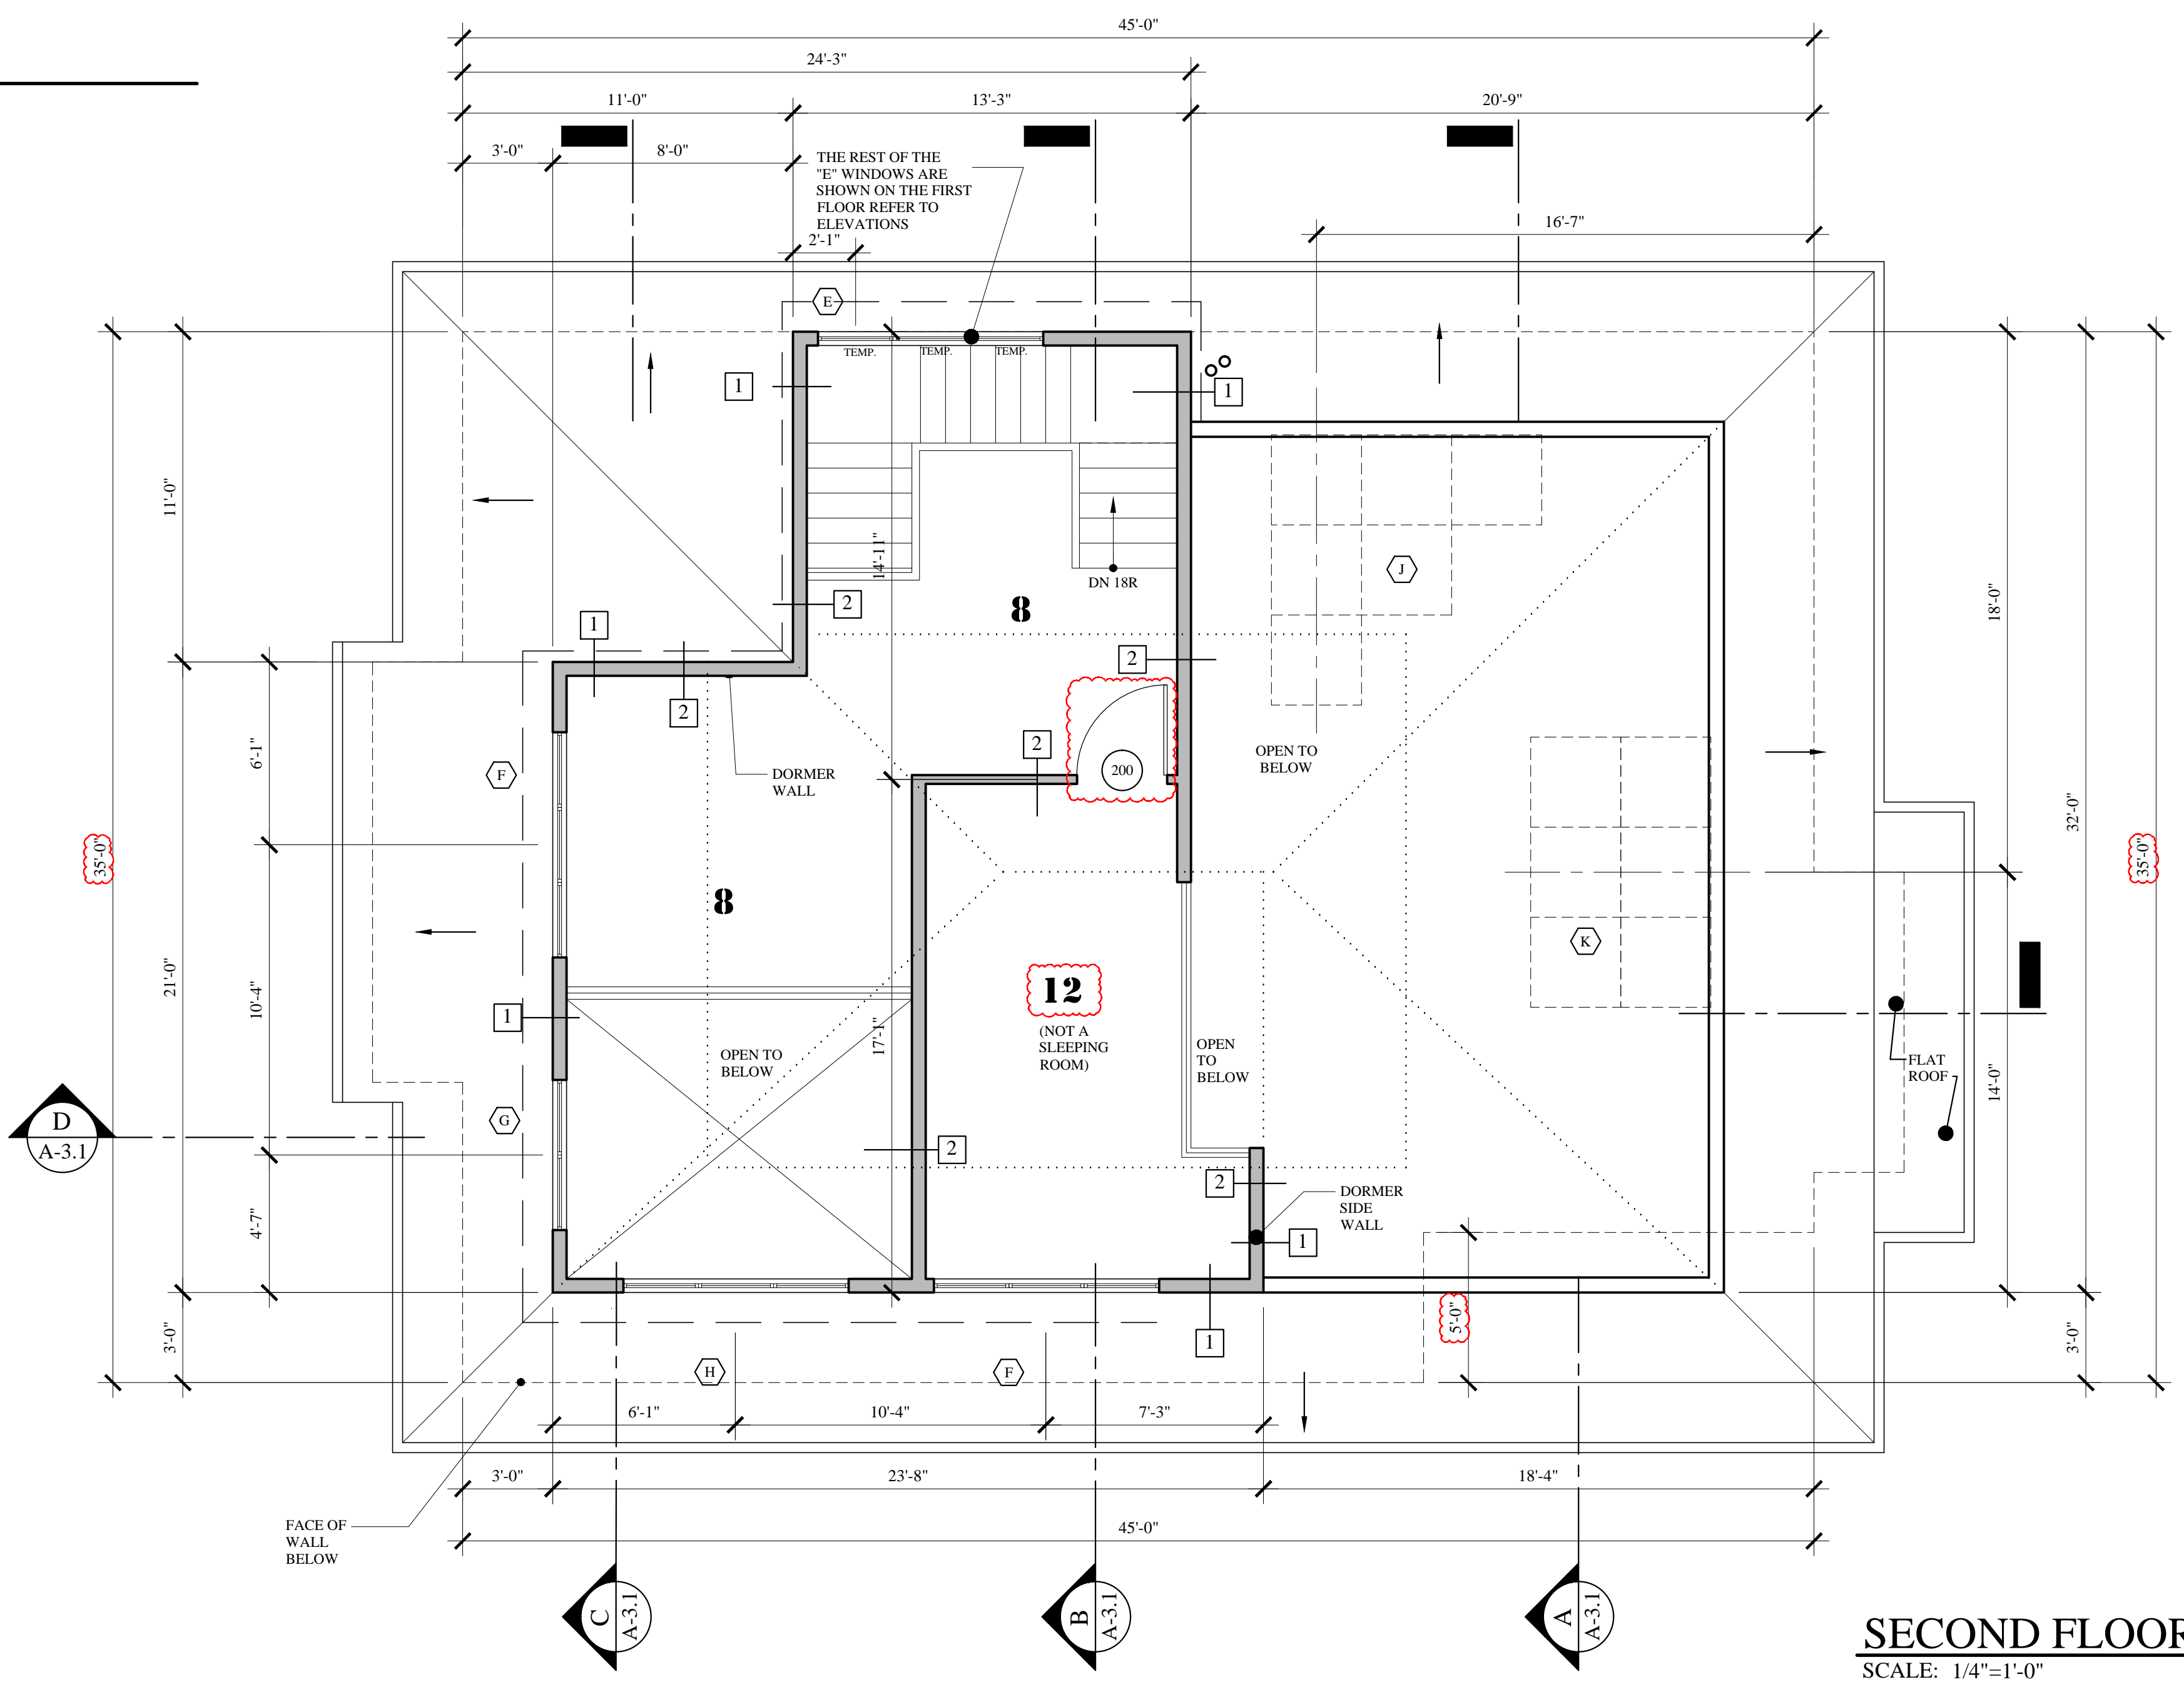 45'-0"
24'-3"
11'-0"
13'-3"
20'-9"
3'-0"
8'-0"
THE REST OF THE
"E" WINDOWS ARE
SHOWN ON THE FIRST
FLOOR REFER TO
ELEVATIONS
2'-1"
16'-7"
E
TEMP.
TEMP.
TEMP.
1
1
11'-0"
14'-11"
DN 18R
J
18'-0"
8
2
1
2
2
2
F
6'-1"
DORMER
WALL
200
OPEN TO
BELOW
32'-0"
35'-0"
35'-0"
8
K
12
(NOT A
SLEEPING
ROOM)
21'-0"
10'-4"
1
17'-1"
OPEN TO
BELOW
OPEN
TO
BELOW
FLAT
ROOF
14'-0"
G
D
A-3.1
2
2
DORMER
SIDE
WALL
1
4'-7"
3'-0"
5'-0"
3'-0"
1
H
F
6'-1"
10'-4"
7'-3"
3'-0"
23'-8"
18'-4"
FACE OF
WALL
BELOW
45'-0"
C
A-3.1
B
A-3.1
A
A-3.1
SECOND FLOOR
SCALE: 1/4"=1'-0"